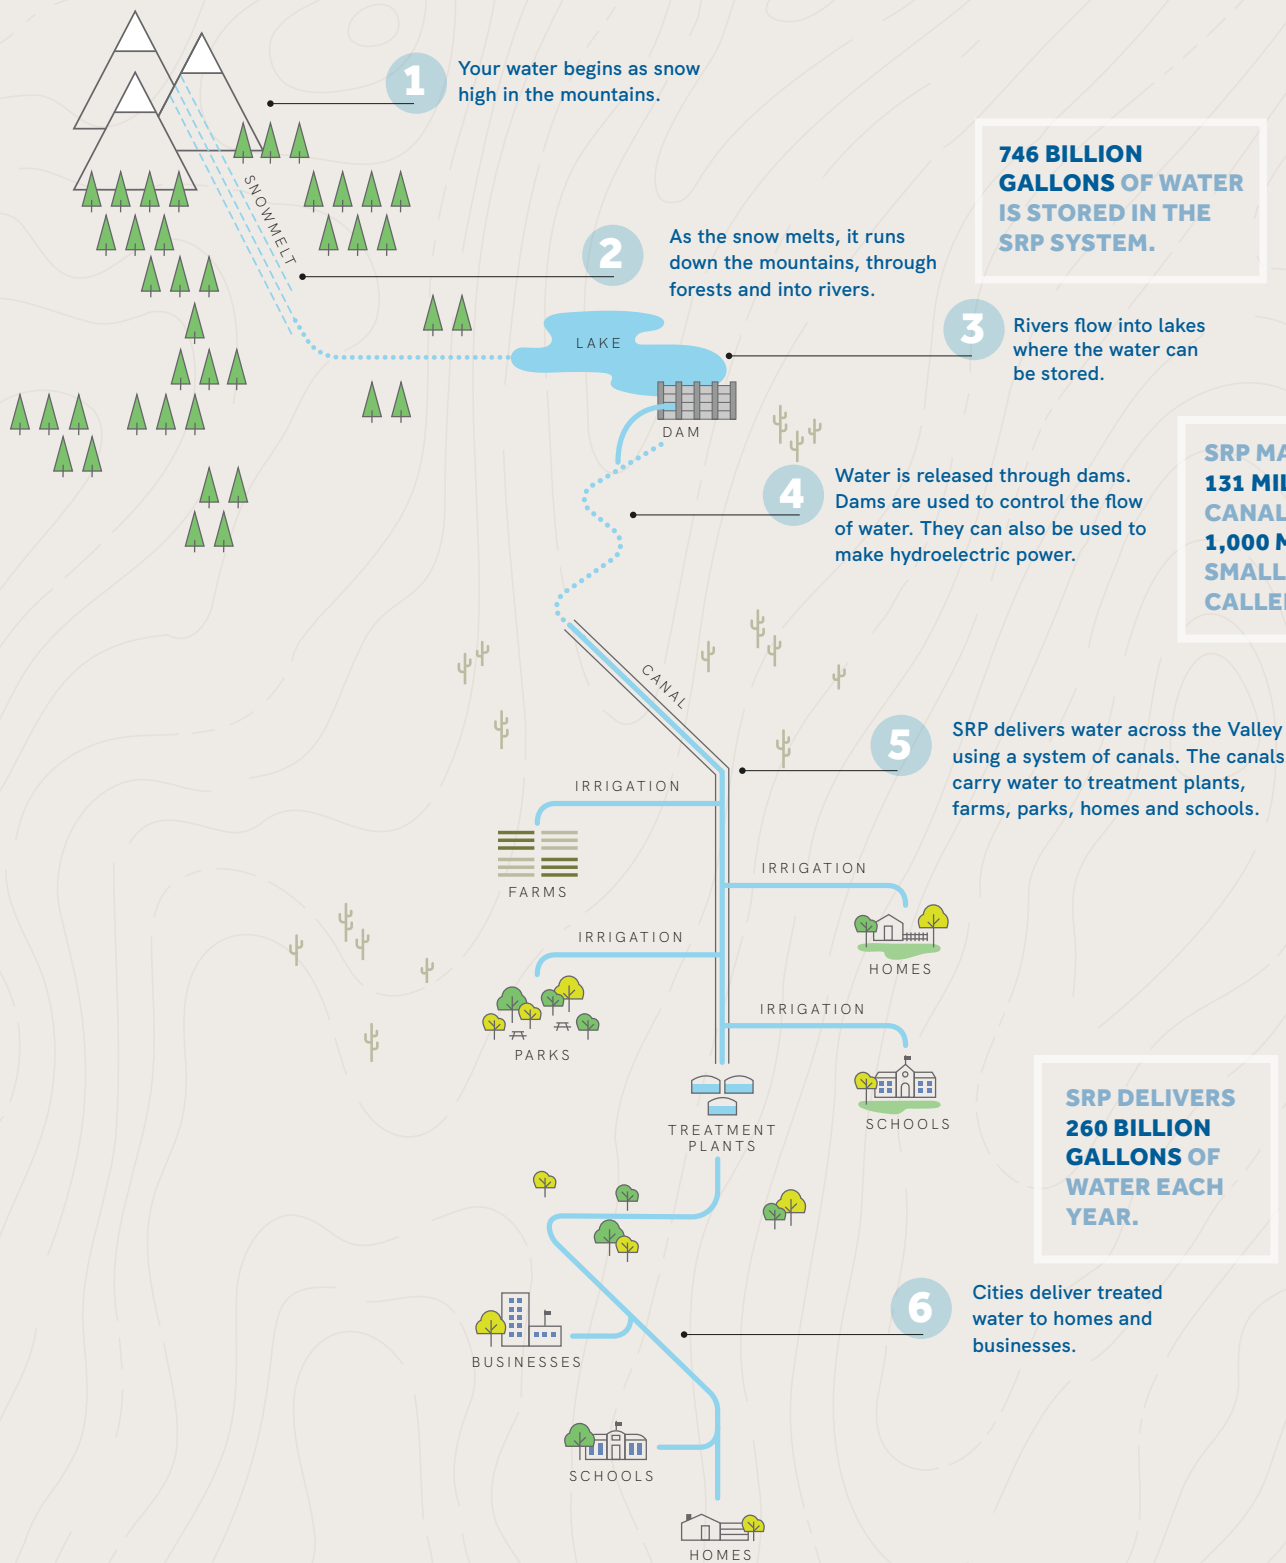 1
Your water begins as snow
high in the mountains.
746 BILLION
GALLONS OF WATER
IS STORED IN THE
SRP SYSTEM.
SNOWMELT
2
As the snow melts, it runs
down the mountains, through
forests and into rivers.
3
Rivers flow into lakes
where the water can
be stored.
LAKE
DAM
SRP
131
CANAL
1,000
SMALL
4
Water is released through dams.
Dams are used to control the flow
of water. They can also be used to
make hydroelectric power.
CANAL
5
SRP delivers water across the Valley
using a system of canals. The canals
carry water to treatment plants,
farms, parks, homes and schools.
IRRIGATION
FARMS
IRRIGATION
HOMES
IRRIGATION
PARKS
IRRIGATION
SCHOOLS
TREATMENT
PLANTS
SRP DELIVERS
260 BILLION
GALLONS OF
WATER EACH
YEAR.
6
Cities deliver treated
water to homes and
businesses.
BUSINESSES
SCHOOLS
HOMES